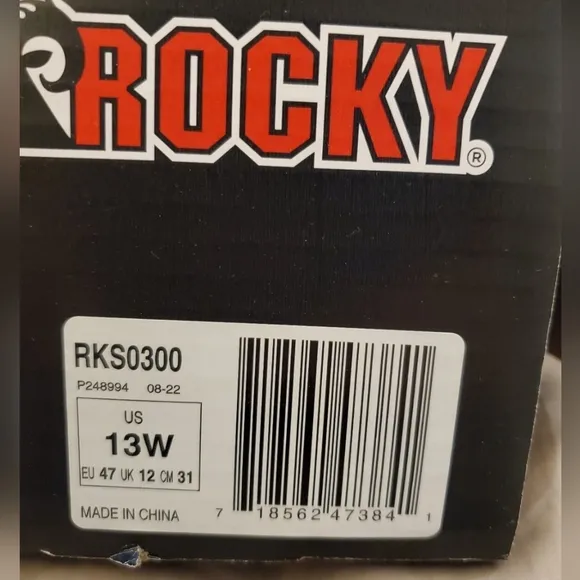 ROCKY®
RKS0300
P248994 08-22
US
13W
EU 47 UK 12 CM 31
MADE IN CHINA
7 18562 47384 1